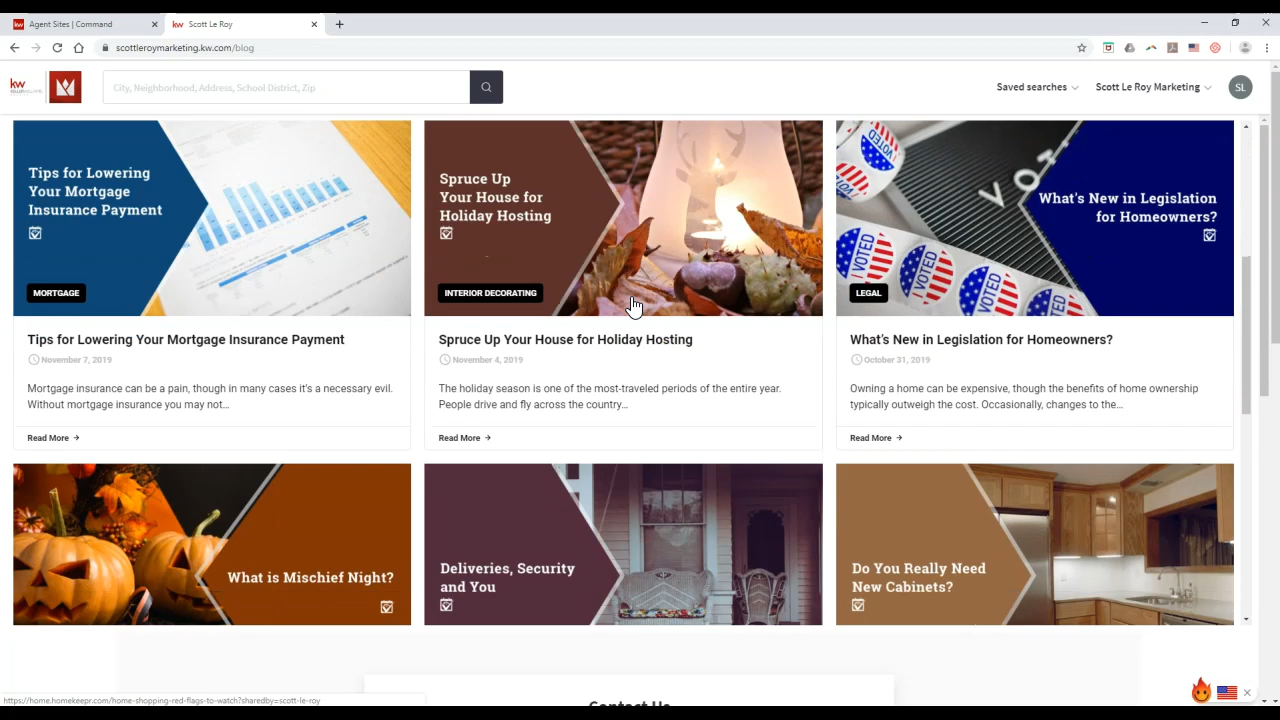 Agent Sites | Command
kw Scott Le Roy
scottleroymarketing.kw.com/blog
kw
City, Neighborhood, Address, School District, Zip
Saved searches
Scott Le Roy Marketing
SL
Tips for Lowering
Your Mortgage
Insurance Payment
MORTGAGE
Spruce Up
Your House for
Holiday Hosting
INTERIOR DECORATING
VOT
VOTED
VOTED
VOTED
VOTED
What's New in Legislation
for Homeowners?
LEGAL
Tips for Lowering Your Mortgage Insurance Payment
November 7, 2019
Mortgage insurance can be a pain, though in many cases it's a necessary evil.
Without mortgage insurance you may not...
Read More →
Spruce Up Your House for Holiday Hosting
November 4, 2019
The holiday season is one of the most-traveled periods of the entire year.
People drive and fly across the country...
Read More →
What's New in Legislation for Homeowners?
October 31, 2019
Owning a home can be expensive, though the benefits of home ownership
typically outweigh the cost. Occasionally, changes to the...
Read More →
What is Mischief Night?
Deliveries, Security
and You
Do You Really Need
New Cabinets?
Contact Us
https://home.homekeepr.com/home-shopping-red-flags-to-watch?sharedby=scott-le-roy